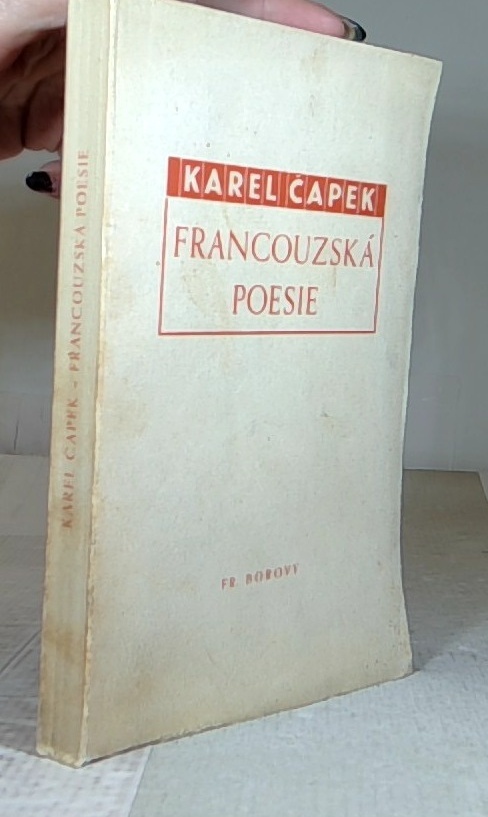 KAREL ČAPEK
FRANCOUZSKÁ
POESIE
FR. BOROVÝ
KAREL ČAPEK - FRANCOUZSKÁ POESIE